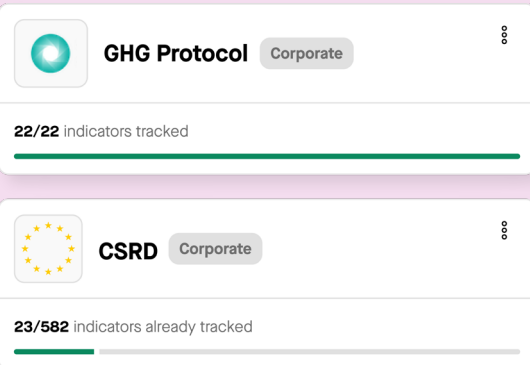 GHG Protocol Corporate
22/22 indicators tracked
CSRD Corporate
23/582 indicators already tracked